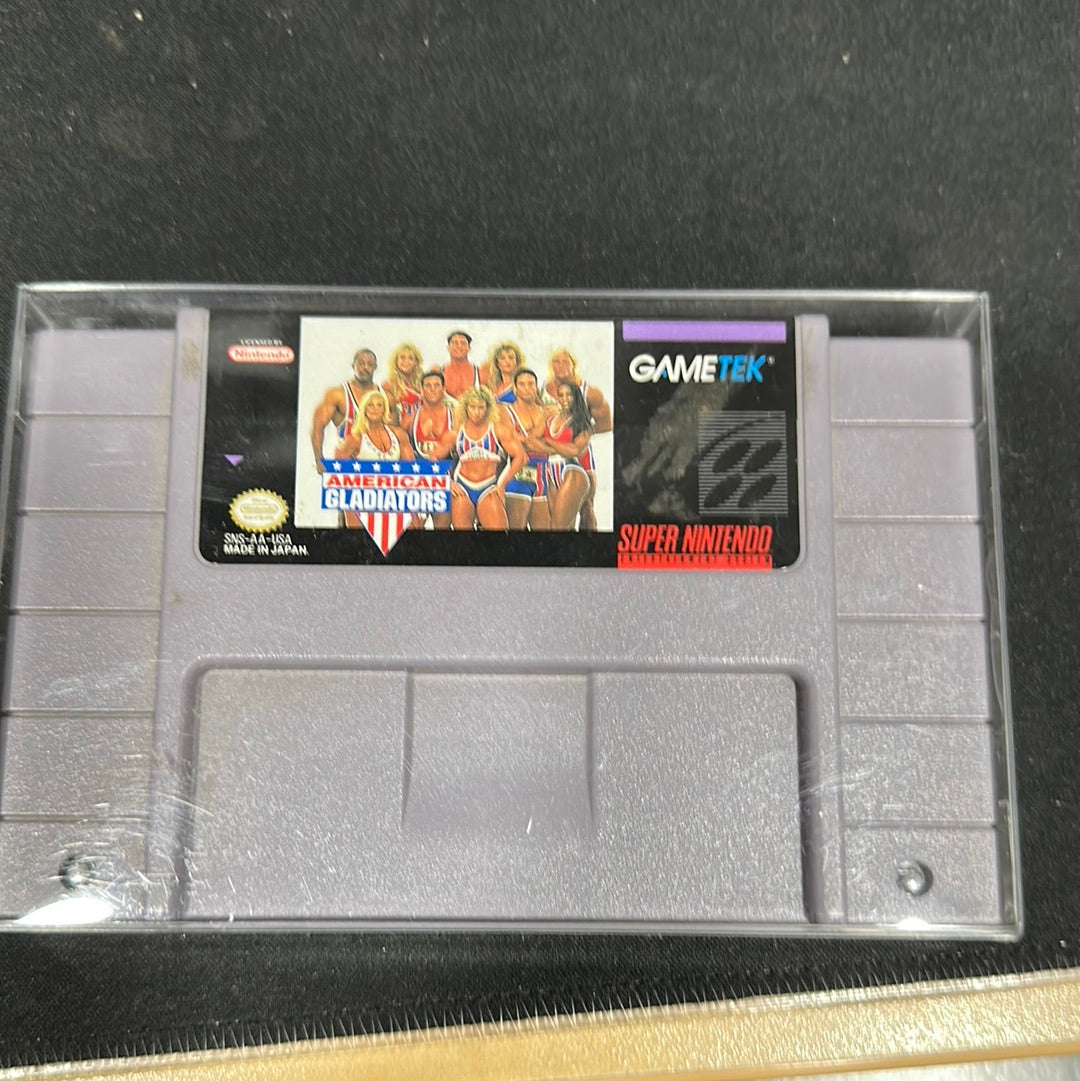 LICENSED BY
Nintendo
GAMETEK®
AMERICAN
GLADIATORS
SNS-AA-USA
MADE IN JAPAN.
SUPER NINTENDO
ENTERTAINMENT SYSTEM